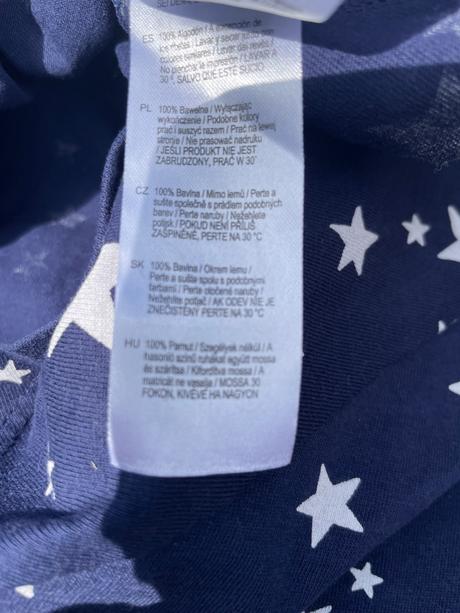 ES 100% Algodón / A excepción de
los ribetes / Lavar y secar con
colores similares / Lavar del revés /
No planchar la impresión / LAVAR A
30°, SALVO QUE ESTÉ SUCIO
PL 100% Bawełna / Wyłączając
wykończenie / Podobne kolory
prać i suszyć razem / Prać na lewej
stronie / Nie prasować nadruku
/ JEŚLI PRODUKT NIE JEST
ZABRUDZONY, PRAĆ W 30°
CZ 100% Bavlna / Mimo lemů / Perte a
sušte společně s prádlem podobných
barev / Perte naruby / Nežehlete
potisk / POKUD NENÍ PŘÍLIŠ
ZAŠPINĚNÉ, PERTE NA 30 °C
SK 100% Bavlna / Okrem lemu /
Perte a sušte spolu s podobnými
farbami / Perte otočené naruby /
Nežehlite potlač / AK ODEV NIE JE
ZNEČISTENÝ PERTE NA 30 °C
HU 100% Pamut / Szegélyek nélkül / A
hasonló színű ruhákat együtt mossa
és szárítsa / Kifordítva mossa / A
matricát ne vasalja / MOSSA 30
FOKON, KIVÉVE HA NAGYON